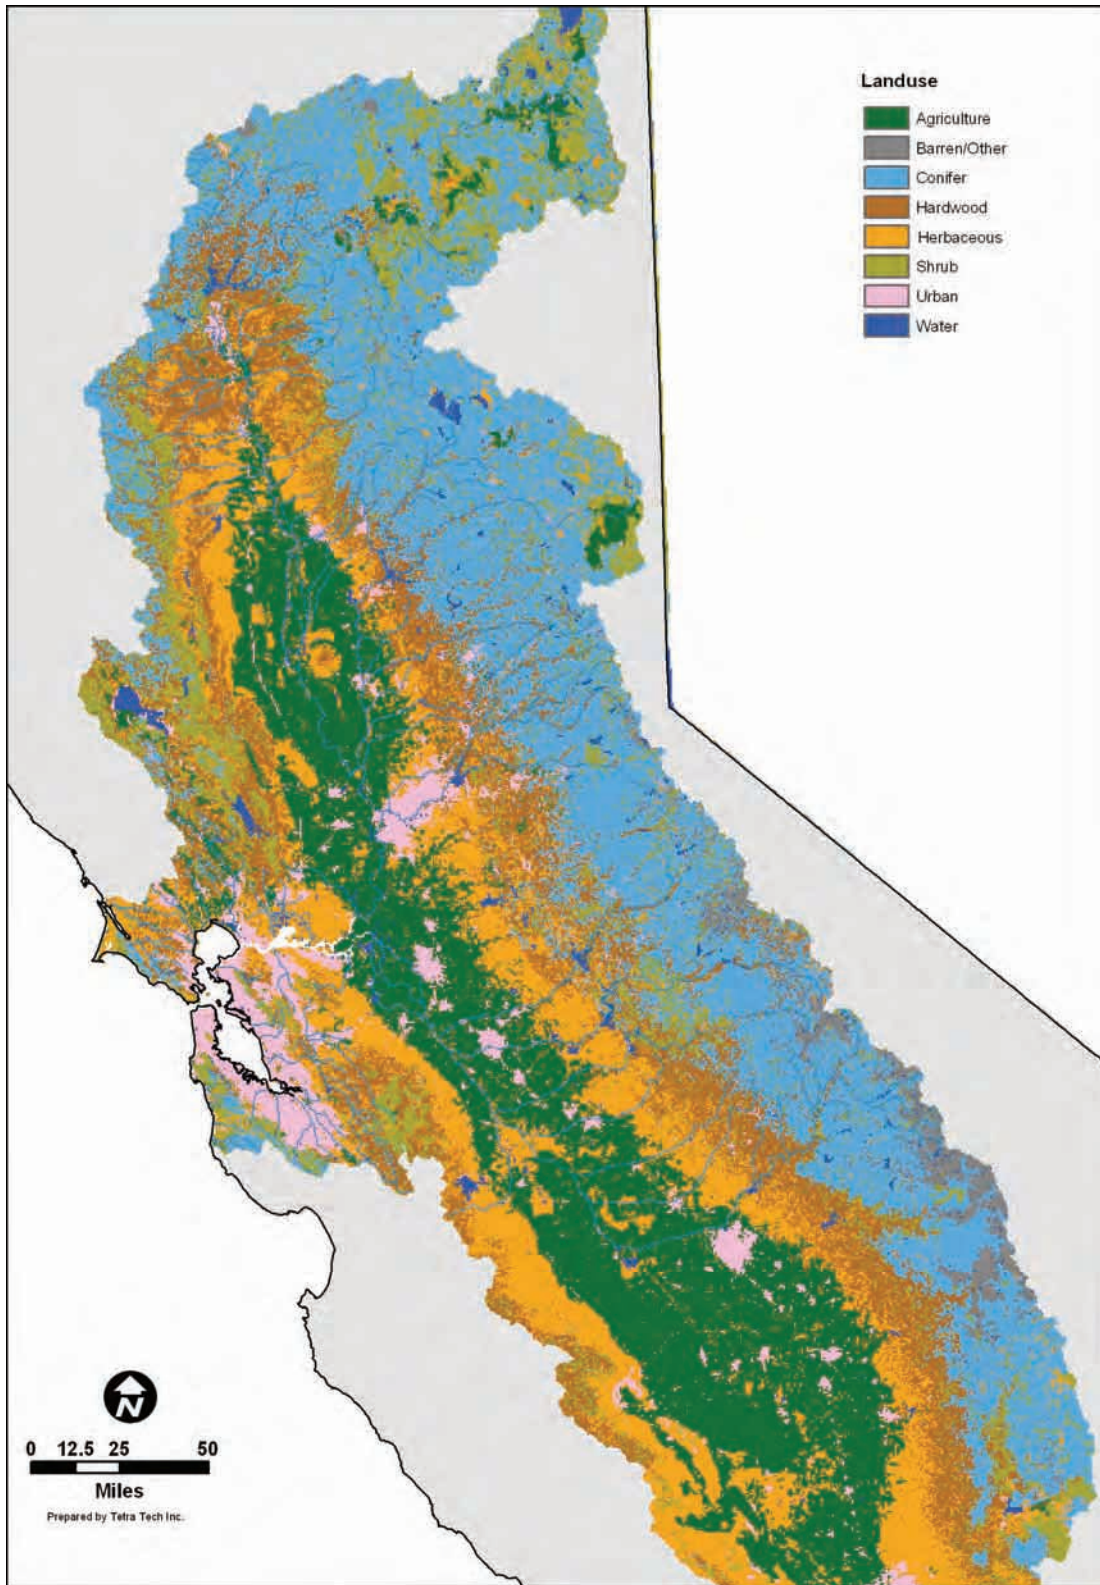 Landuse
Agriculture
Barren/Other
Conifer
Hardwood
Herbaceous
Shrub
Urban
Water
N
0 12.5 25 50
Miles
Prepared by Tetra Tech Inc.